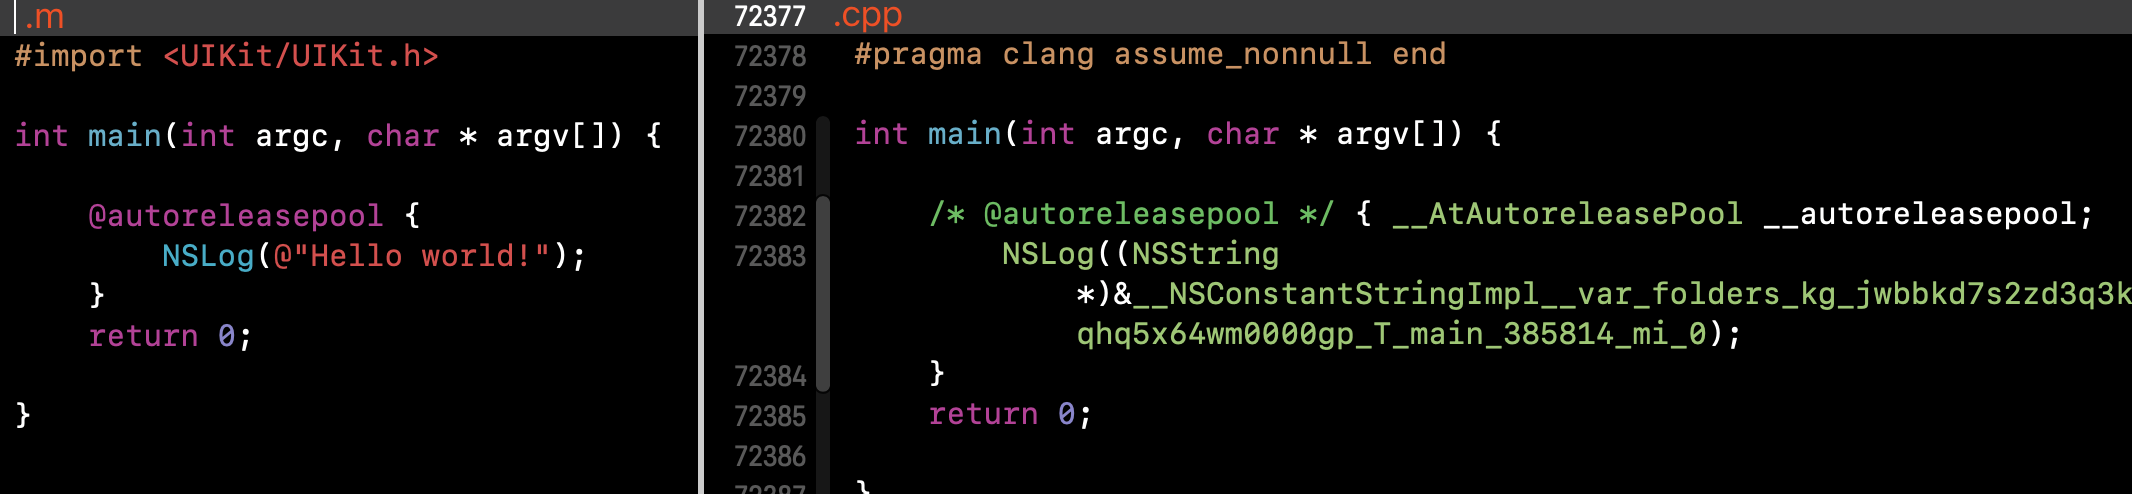 .m
#import <UIKit/UIKit.h>
int main(int argc, char * argv[]) {
@autoreleasepool {
NSLog(@"Hello world!");
}
return 0;
}
72377 .cpp
72378 #pragma clang assume_nonnull end
72379
72380 int main(int argc, char * argv[]) {
72381
72382 /* @autoreleasepool */ { __AtAutoreleasePool __autoreleasepool;
72383 NSLog((NSString
*)&__NSConstantStringImpl__var_folders_kg_jwbbkd7s2zd3q3k
qhq5x64wm0000gp_T_main_385814_mi_0);
72384 }
72385 return 0;
72386
72387 }